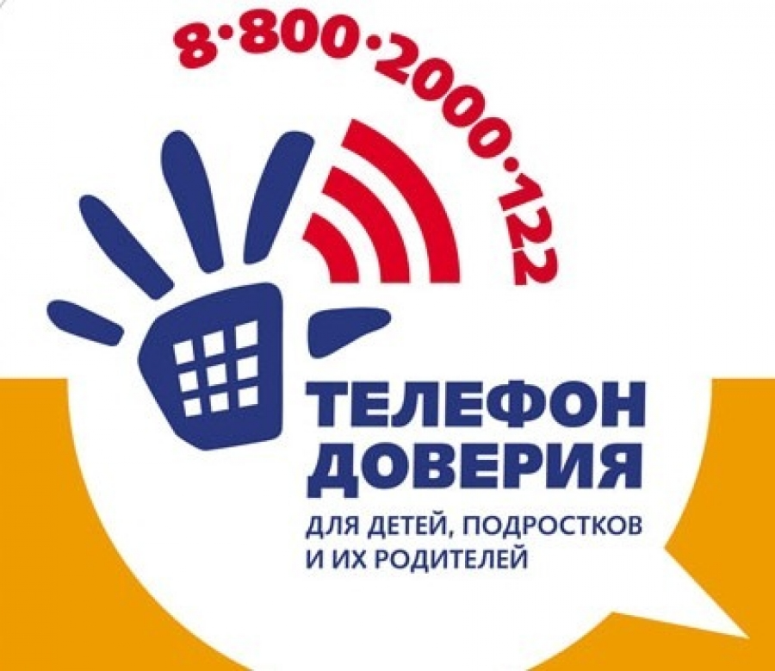 8·800·2000·122
ТЕЛЕФОН
ДОВЕРИЯ
ДЛЯ ДЕТЕЙ, ПОДРОСТКОВ
И ИХ РОДИТЕЛЕЙ